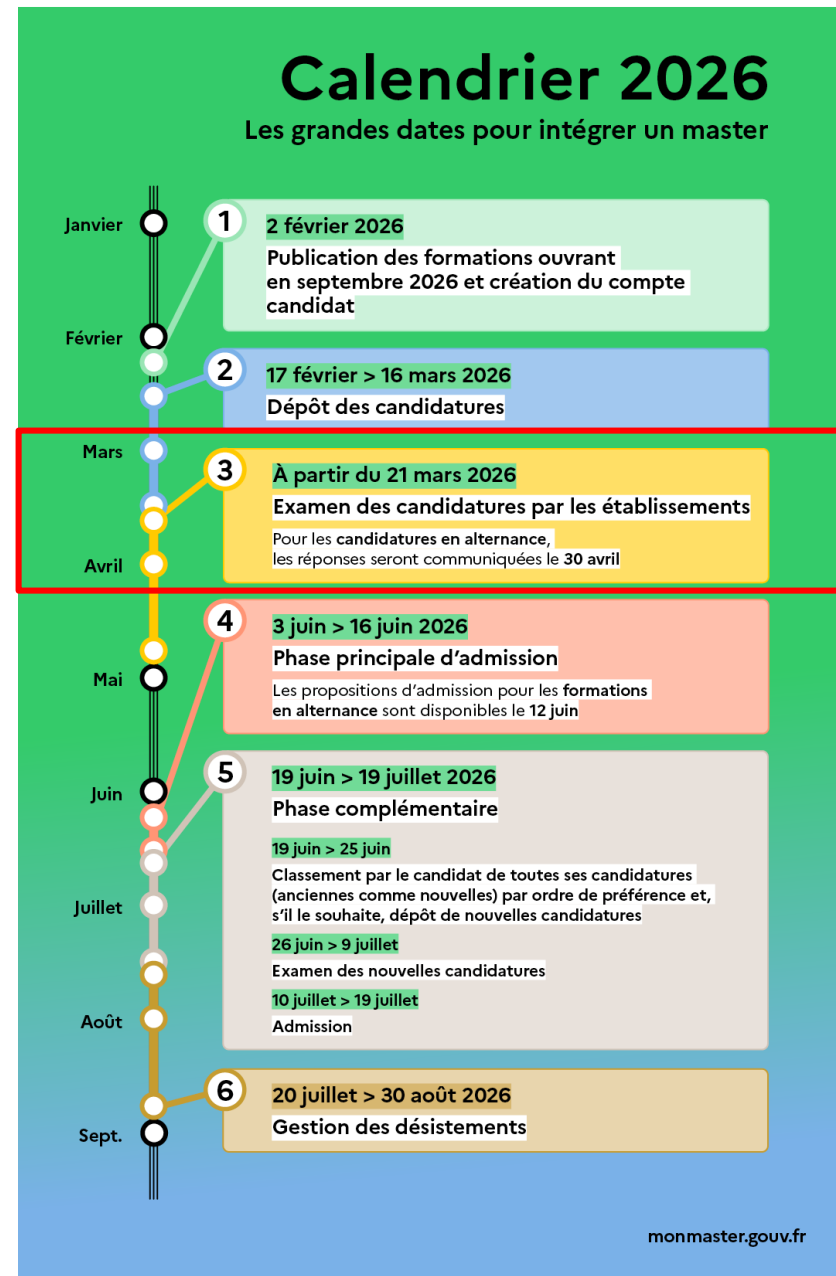 Calendrier 2026
Les grandes dates pour intégrer un master
Janvier
1
2 février 2026
Publication des formations ouvrant
en septembre 2026 et création du compte
candidat
Février
2
17 février > 16 mars 2026
Dépôt des candidatures
Mars
3
À partir du 21 mars 2026
Examen des candidatures par les établissements
Pour les candidatures en alternance,
les réponses seront communiquées le 30 avril
Avril
4
3 juin > 16 juin 2026
Phase principale d'admission
Les propositions d'admission pour les formations
en alternance sont disponibles le 12 juin
Mai
5
19 juin > 19 juillet 2026
Phase complémentaire
Juin
19 juin > 25 juin
Classement par le candidat de toutes ses candidatures
(anciennes comme nouvelles) par ordre de préférence et,
s'il le souhaite, dépôt de nouvelles candidatures
Juillet
26 juin > 9 juillet
Examen des nouvelles candidatures
10 juillet > 19 juillet
Admission
Août
6
20 juillet > 30 août 2026
Gestion des désistements
Sept.
monmaster.gouv.fr